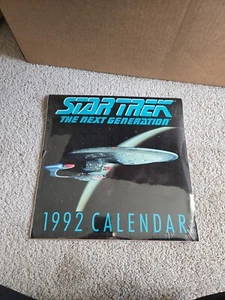 STAR TREK
THE NEXT GENERATION
1992 CALENDAR